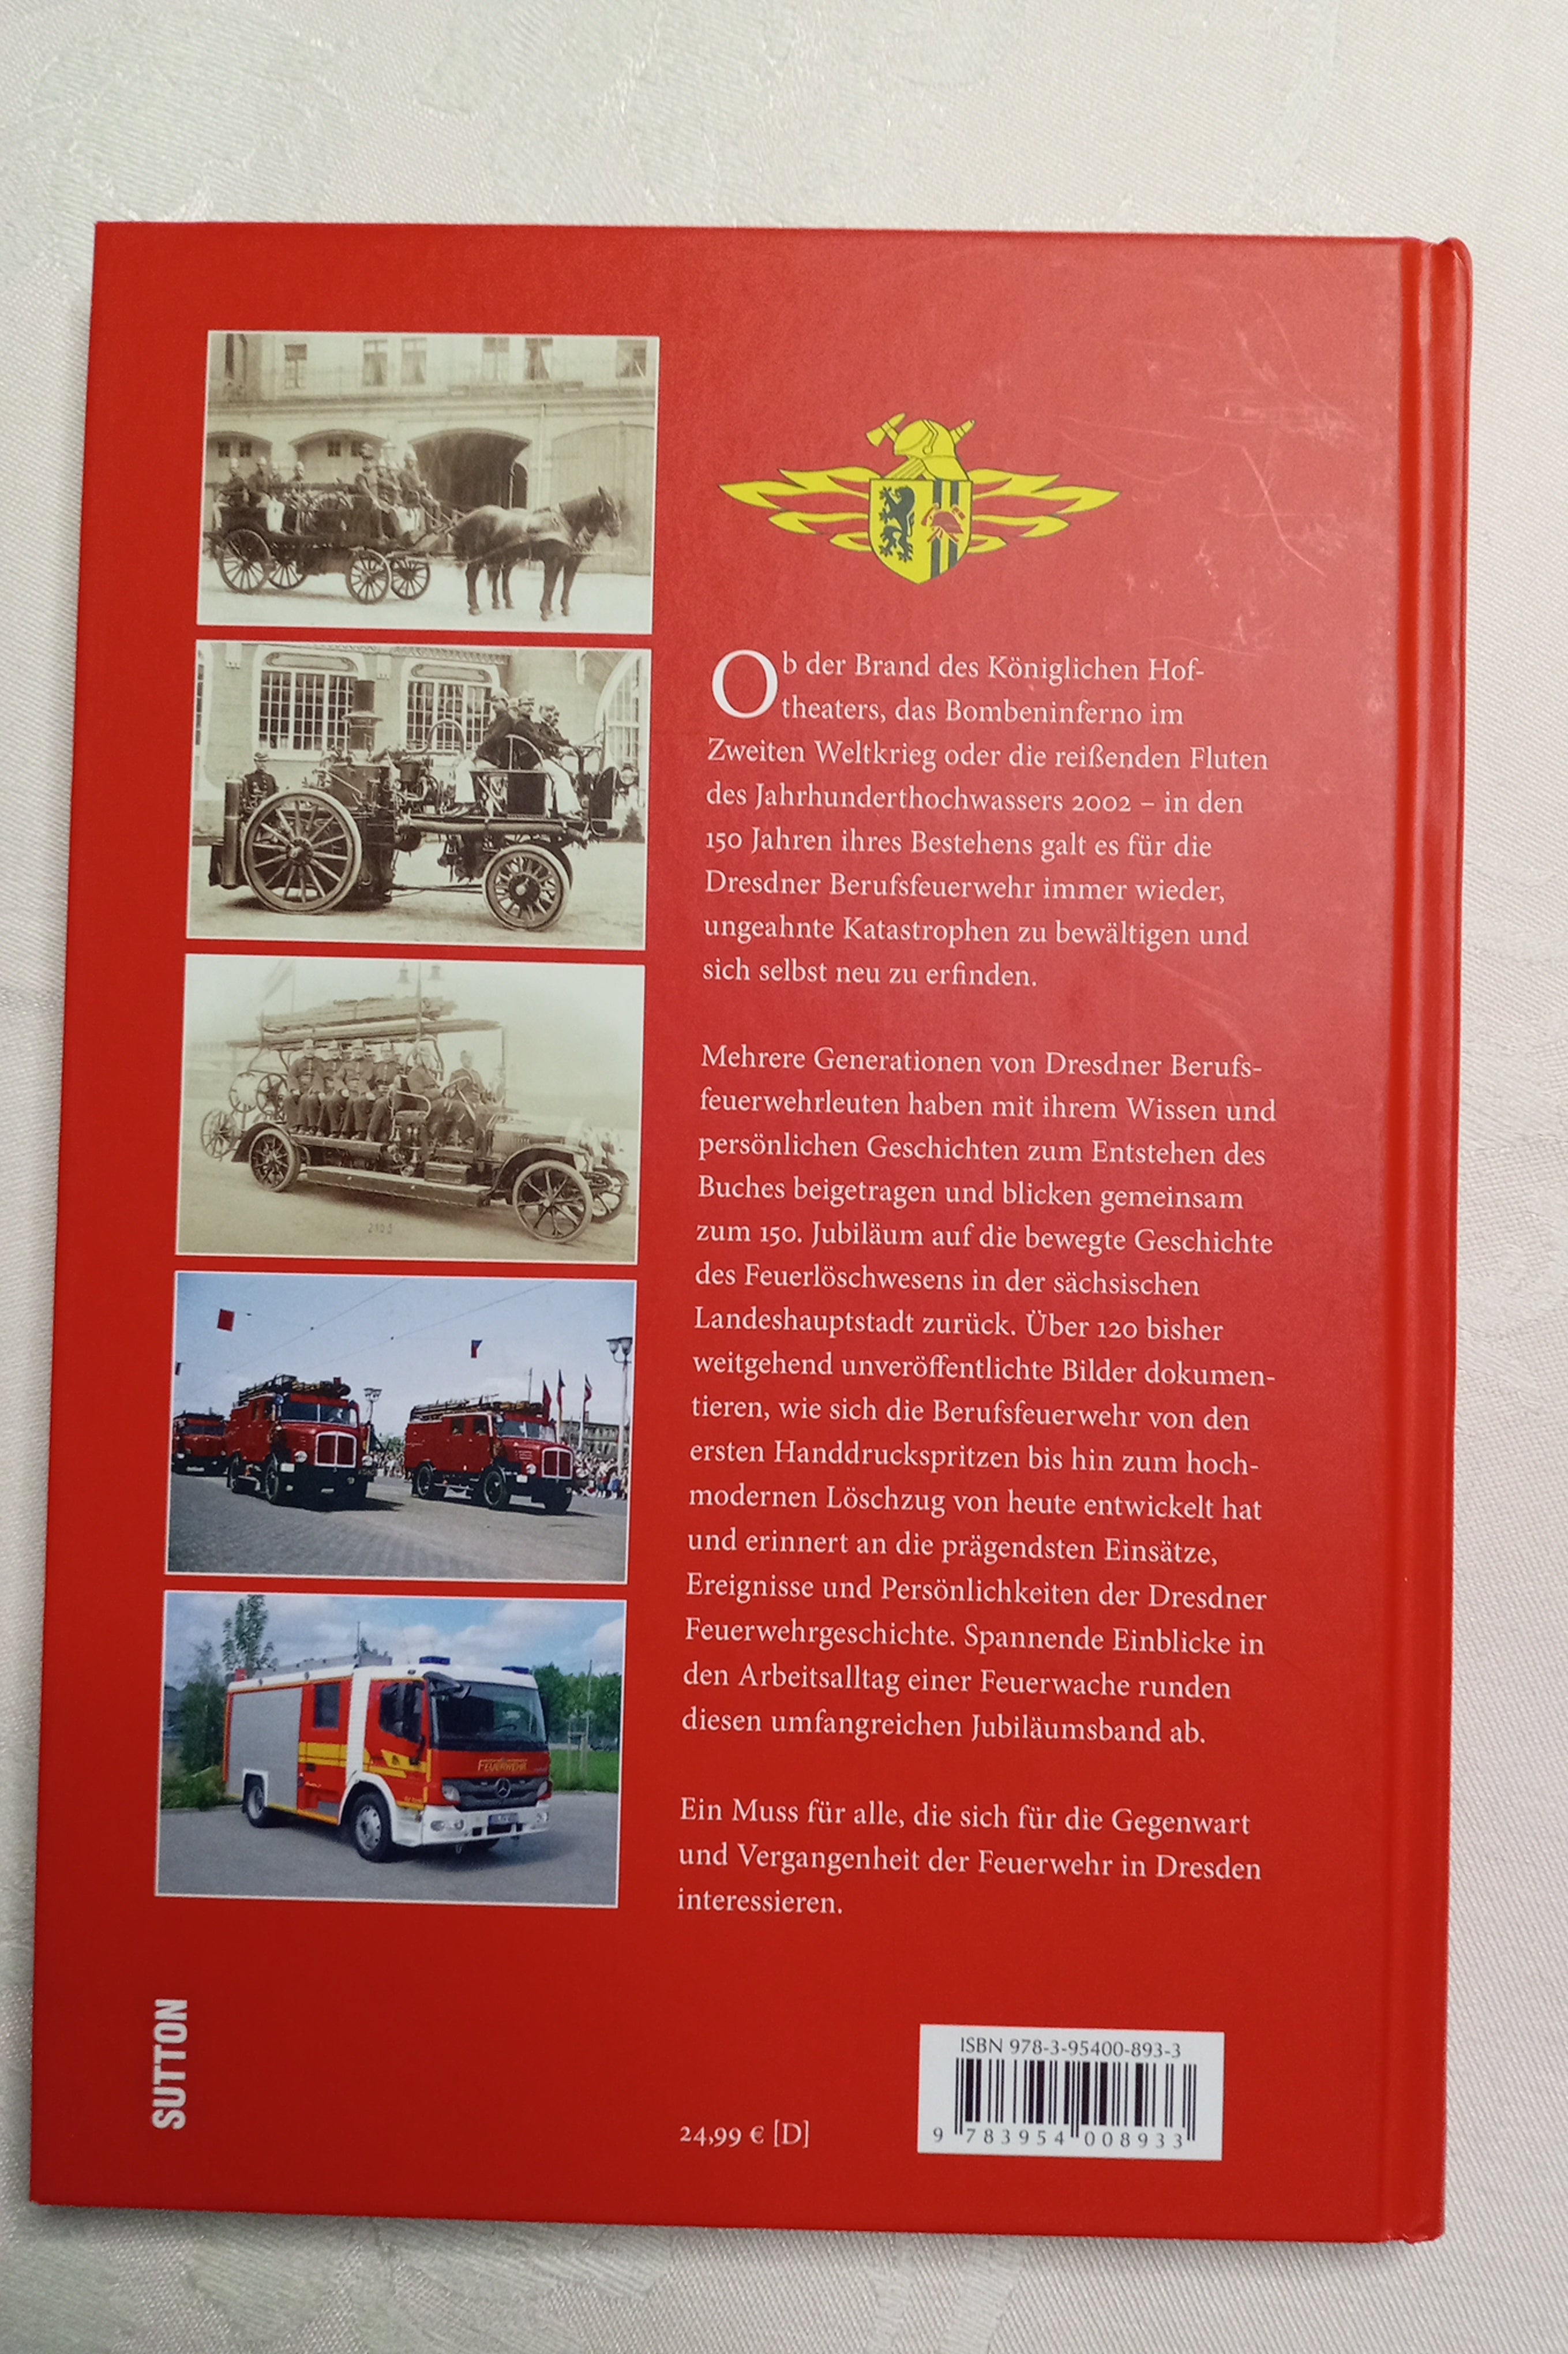 Ob der Brand des Königlichen Hof-
theaters, das Bombeninferno im
Zweiten Weltkrieg oder die reißenden Fluten
des Jahrhunderthochwassers 2002 – in den
150 Jahren ihres Bestehens galt es für die
Dresdner Berufsfeuerwehr immer wieder,
ungeahnte Katastrophen zu bewältigen und
sich selbst neu zu erfinden.
Mehrere Generationen von Dresdner Berufs-
feuerwehrleuten haben mit ihrem Wissen und
persönlichen Geschichten zum Entstehen des
Buches beigetragen und blicken gemeinsam
zum 150. Jubiläum auf die bewegte Geschichte
des Feuerlöschwesens in der sächsischen
Landeshauptstadt zurück. Über 120 bisher
weitgehend unveröffentlichte Bilder dokumen-
tieren, wie sich die Berufsfeuerwehr von den
ersten Handdruckspritzen bis hin zum hoch-
modernen Löschzug von heute entwickelt hat
und erinnert an die prägendsten Einsätze,
Ereignisse und Persönlichkeiten der Dresdner
Feuerwehrgeschichte. Spannende Einblicke in
den Arbeitsalltag einer Feuerwache runden
diesen umfangreichen Jubiläumsband ab.
Ein Muss für alle, die sich für die Gegenwart
und Vergangenheit der Feuerwehr in Dresden
interessieren.
FEUERWEHR
SUTTON
24,99 € [D]
ISBN 978-3-95400-893-3
9 783954 008933